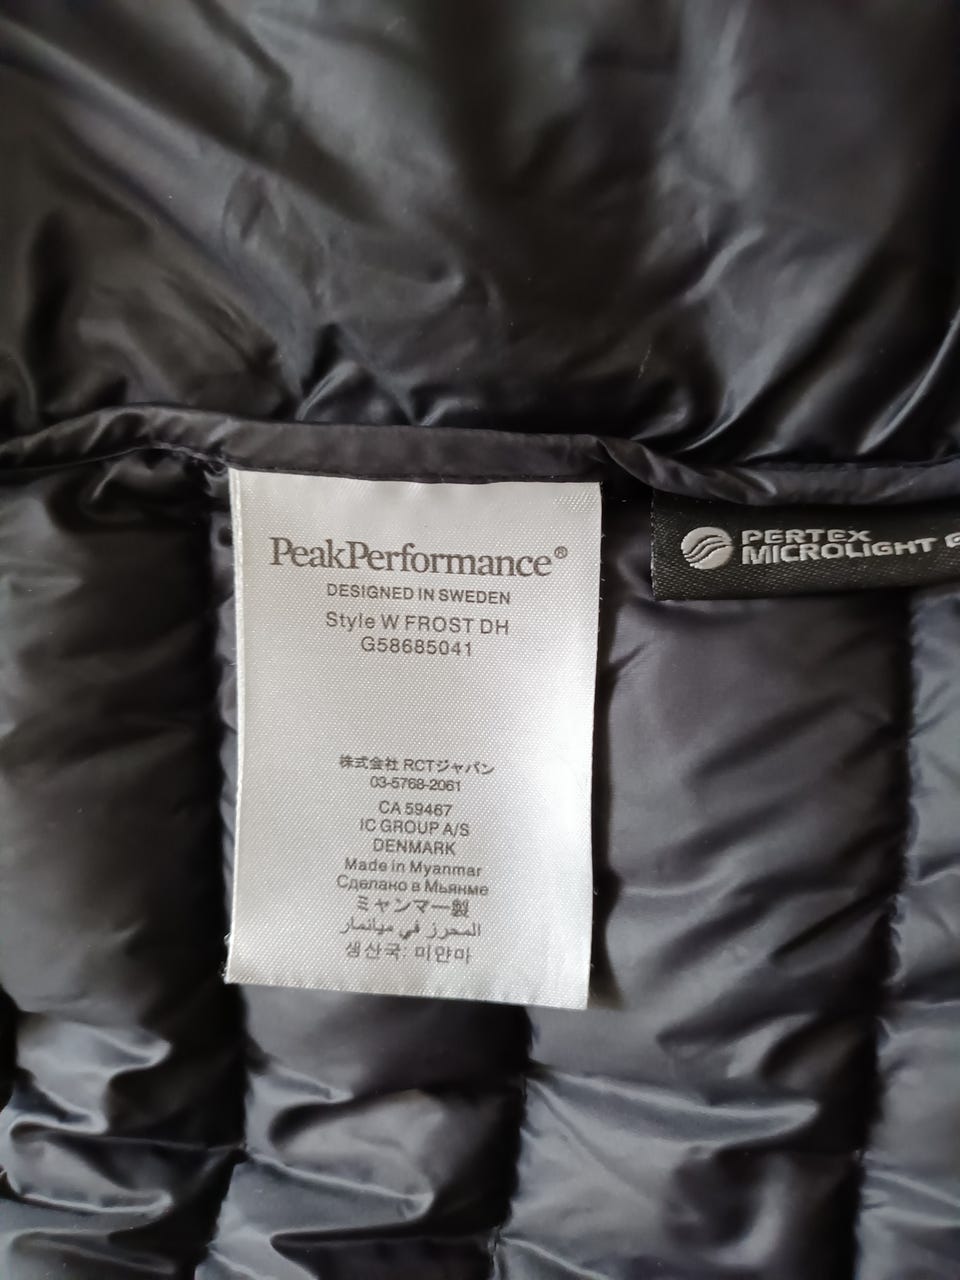 PeakPerformance®
DESIGNED IN SWEDEN
Style W FROST DH
G58685041
株式会社 RCTジャパン
03-5768-2061
CA 59467
IC GROUP A/S
DENMARK
Made in Myanmar
Сделано в Мьянме
ミャンマー製
المحرز في ميانمار
생산국: 미얀마
PERTEX
MICROLIGHT